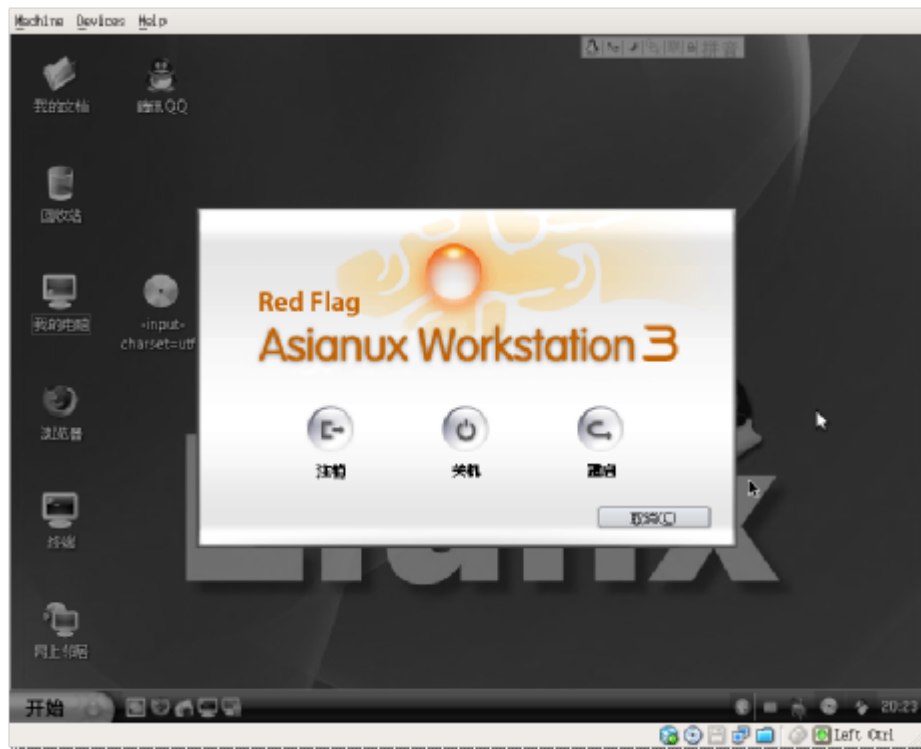 Machine Devices Help
拼音
我的文档
腾讯QQ
回收站
我的电脑
-input-
charset=utf
浏览器
终端
网上邻居
Red Flag
Asianux Workstation 3
注销
关机
重启
取消(C)
开始
20:23
Left Ctrl